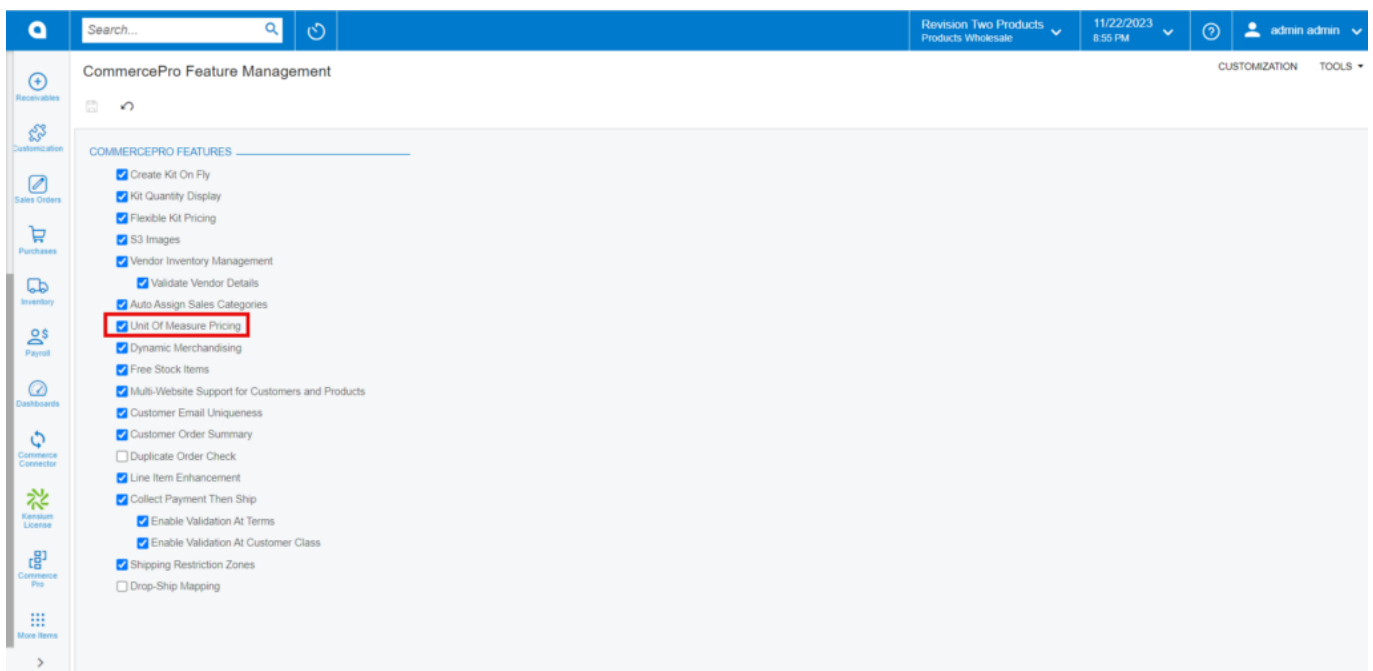 Search...
Revision Two Products
Products Wholesale
11/22/2023
8:55 PM
admin admin
CommercePro Feature Management
CUSTOMIZATION
TOOLS
Receivables
Customization
Sales Orders
Purchases
Inventory
Payroll
Dashboards
Commerce
Connector
Kensium
License
Commerce
Pro
More Items
COMMERCEPRO FEATURES
Create Kit On Fly
Kit Quantity Display
Flexible Kit Pricing
S3 Images
Vendor Inventory Management
Validate Vendor Details
Auto Assign Sales Categories
Unit Of Measure Pricing
Dynamic Merchandising
Free Stock Items
Multi-Website Support for Customers and Products
Customer Email Uniqueness
Customer Order Summary
Duplicate Order Check
Line Item Enhancement
Collect Payment Then Ship
Enable Validation At Terms
Enable Validation At Customer Class
Shipping Restriction Zones
Drop-Ship Mapping